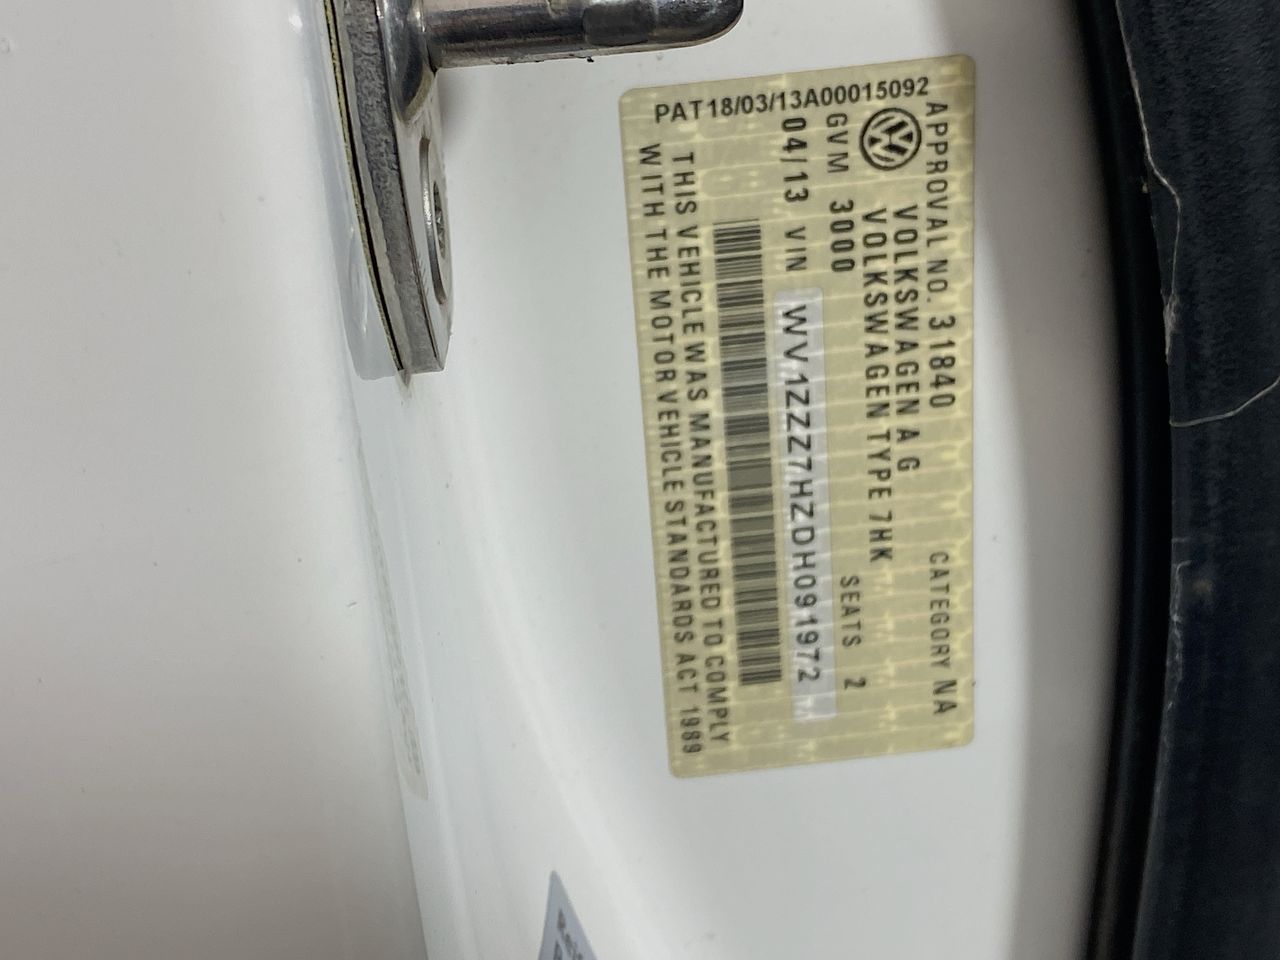 PAT18/03/13A00015092
APPROVAL NO. 31840 CATEGORY NA
VOLKSWAGEN AG
VOLKSWAGEN TYPE 7HK
GVM 3000 SEATS 2
04/13 VIN WV1ZZZ7HZDH091972
THIS VEHICLE WAS MANUFACTURED TO COMPLY
WITH THE MOTOR VEHICLE STANDARDS ACT 1989